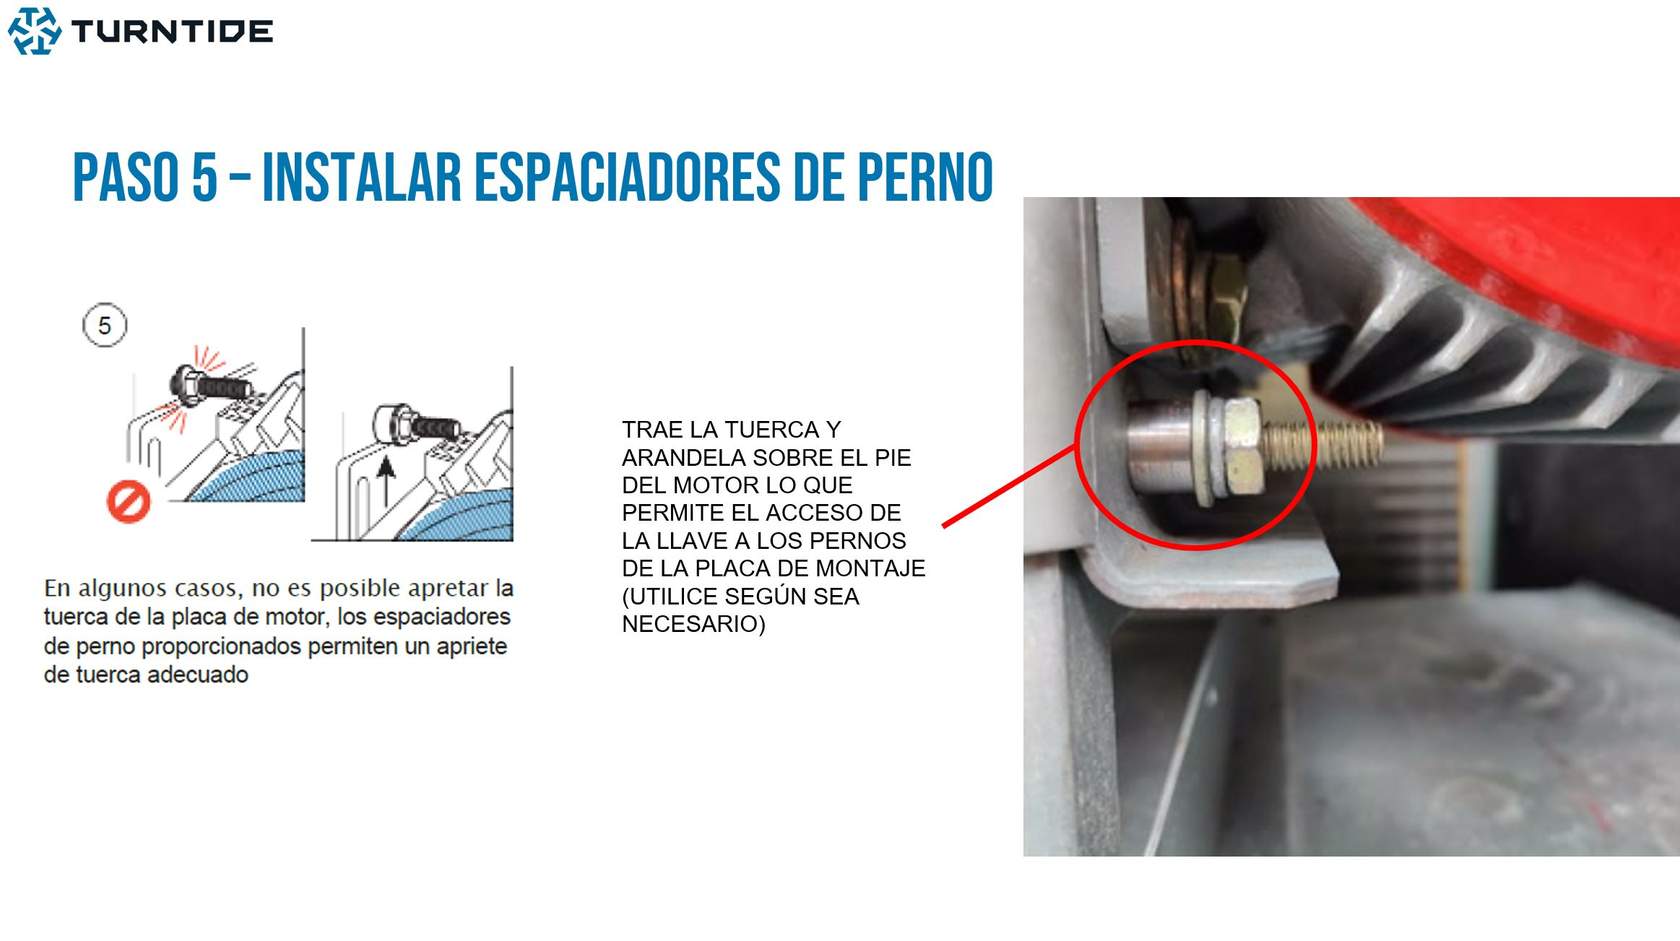 TURNTIDE
PASO 5 – INSTALAR ESPACIADORES DE PERNO
5
En algunos casos, no es posible apretar la
tuerca de la placa de motor, los espaciadores
de perno proporcionados permiten un apriete
de tuerca adecuado
TRAE LA TUERCA Y
ARANDELA SOBRE EL PIE
DEL MOTOR LO QUE
PERMITE EL ACCESO DE
LA LLAVE A LOS PERNOS
DE LA PLACA DE MONTAJE
(UTILICE SEGÚN SEA
NECESARIO)